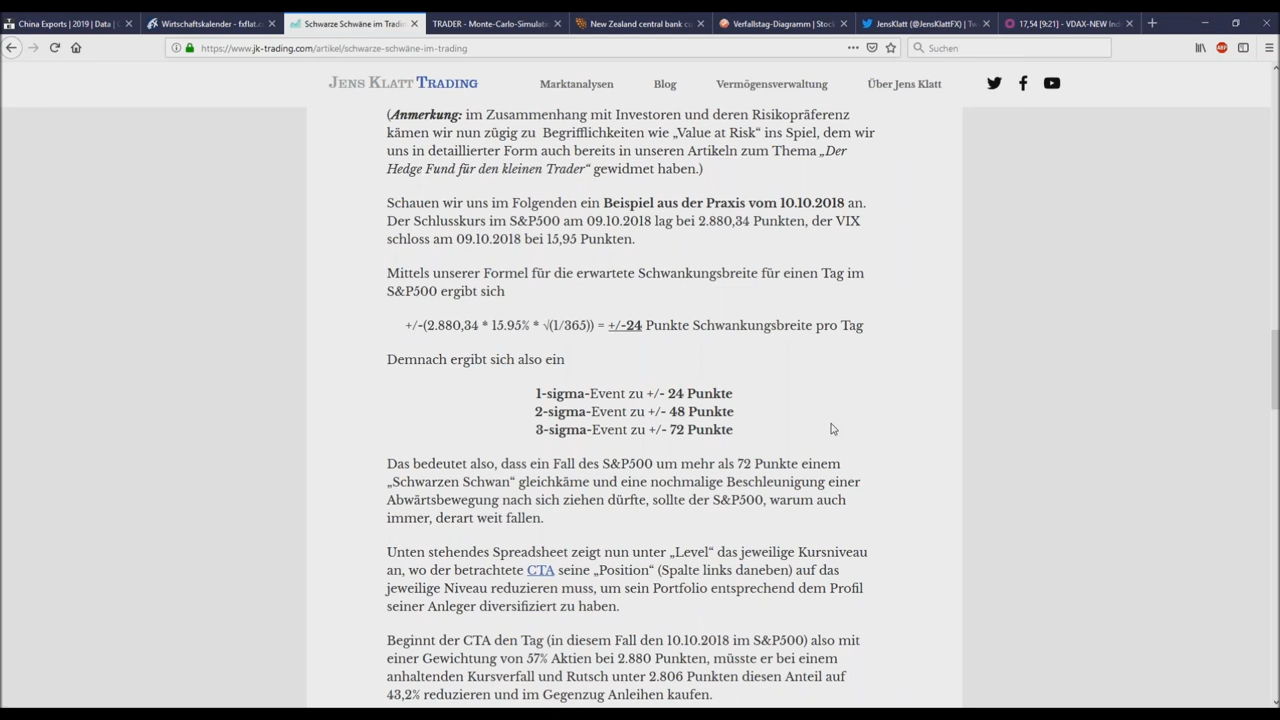 China Exports | 2019 | Data |
Wirtschaftskalender - fxflat.c
Schwarze Schwäne im Tradin
TRADER - Monte-Carlo-Simulati
New Zealand central bank cu
Verfallstag-Diagramm | Stock
JensKlatt (@JensKlattFX) | Tw
17,54 [9:21] - VDAX-NEW Ind
https://www.jk-trading.com/artikel/schwarze-schwäne-im-trading
Suchen
ABP
JENS KLATT TRADING
Marktanalysen
Blog
Vermögensverwaltung
Über Jens Klatt
(Anmerkung: im Zusammenhang mit Investoren und deren Risikopräferenz
kämen wir nun zügig zu Begrifflichkeiten wie „Value at Risk“ ins Spiel, dem wir
uns in detaillierter Form auch bereits in unseren Artikeln zum Thema „Der
Hedge Fund für den kleinen Trader“ gewidmet haben.)
Schauen wir uns im Folgenden ein Beispiel aus der Praxis vom 10.10.2018 an.
Der Schlusskurs im S&P500 am 09.10.2018 lag bei 2.880,34 Punkten, der VIX
schloss am 09.10.2018 bei 15,95 Punkten.
Mittels unserer Formel für die erwartete Schwankungsbreite für einen Tag im
S&P500 ergibt sich
+/-(2.880,34 * 15.95% * √(1/365)) = +/-24 Punkte Schwankungsbreite pro Tag
Demnach ergibt sich also ein
1-sigma-Event zu +/- 24 Punkte
2-sigma-Event zu +/- 48 Punkte
3-sigma-Event zu +/- 72 Punkte
Das bedeutet also, dass ein Fall des S&P500 um mehr als 72 Punkte einem
„Schwarzen Schwan“ gleichkäme und eine nochmalige Beschleunigung einer
Abwärtsbewegung nach sich ziehen dürfte, sollte der S&P500, warum auch
immer, derart weit fallen.
Unten stehendes Spreadsheet zeigt nun unter „Level“ das jeweilige Kursniveau
an, wo der betrachtete CTA seine „Position“ (Spalte links daneben) auf das
jeweilige Niveau reduzieren muss, um sein Portfolio entsprechend dem Profil
seiner Anleger diversifiziert zu haben.
Beginnt der CTA den Tag (in diesem Fall den 10.10.2018 im S&P500) also mit
einer Gewichtung von 57% Aktien bei 2.880 Punkten, müsste er bei einem
anhaltenden Kursverfall und Rutsch unter 2.806 Punkten diesen Anteil auf
43,2% reduzieren und im Gegenzug Anleihen kaufen.